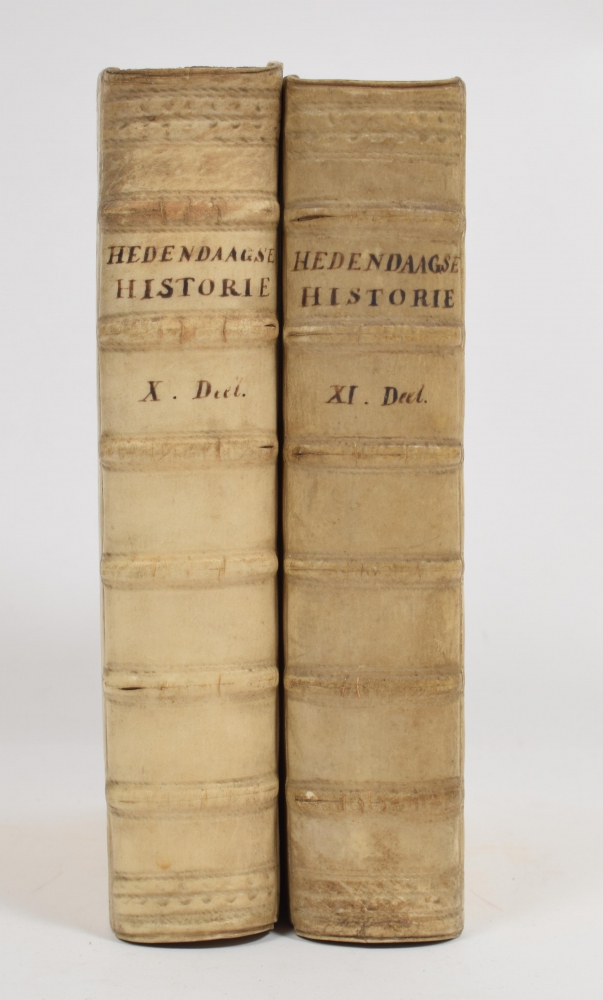 HEDENDAAGSE
HISTORIE
X. Deel.
HEDENDAAGSE
HISTORIE
XI. Deel.